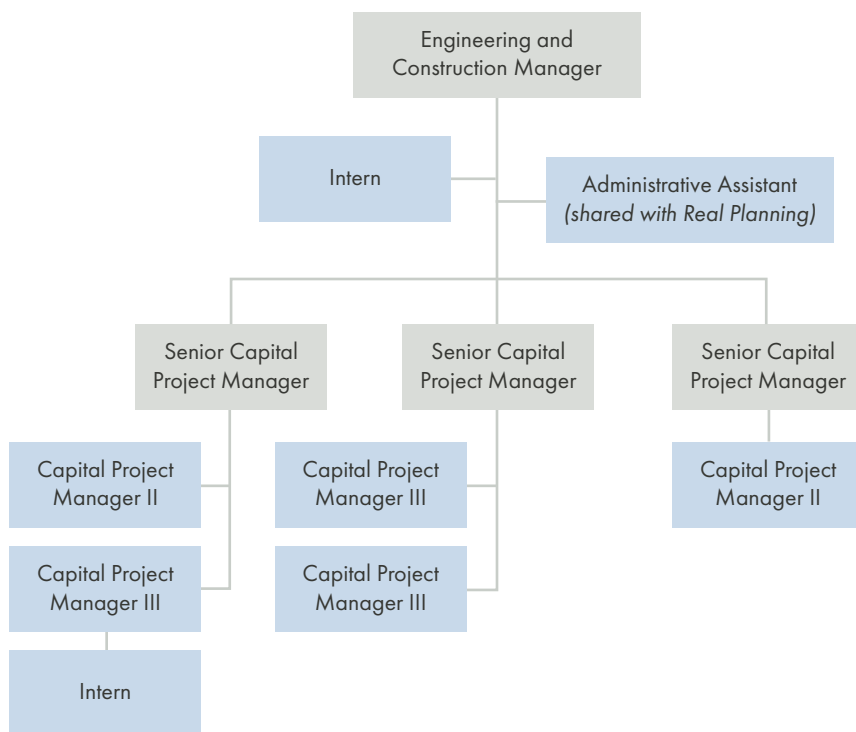 Engineering and
Construction Manager
Intern
Administrative Assistant
(shared with Real Planning)
Senior Capital
Project Manager
Senior Capital
Project Manager
Senior Capital
Project Manager
Capital Project
Manager II
Capital Project
Manager III
Capital Project
Manager II
Capital Project
Manager III
Capital Project
Manager III
Intern